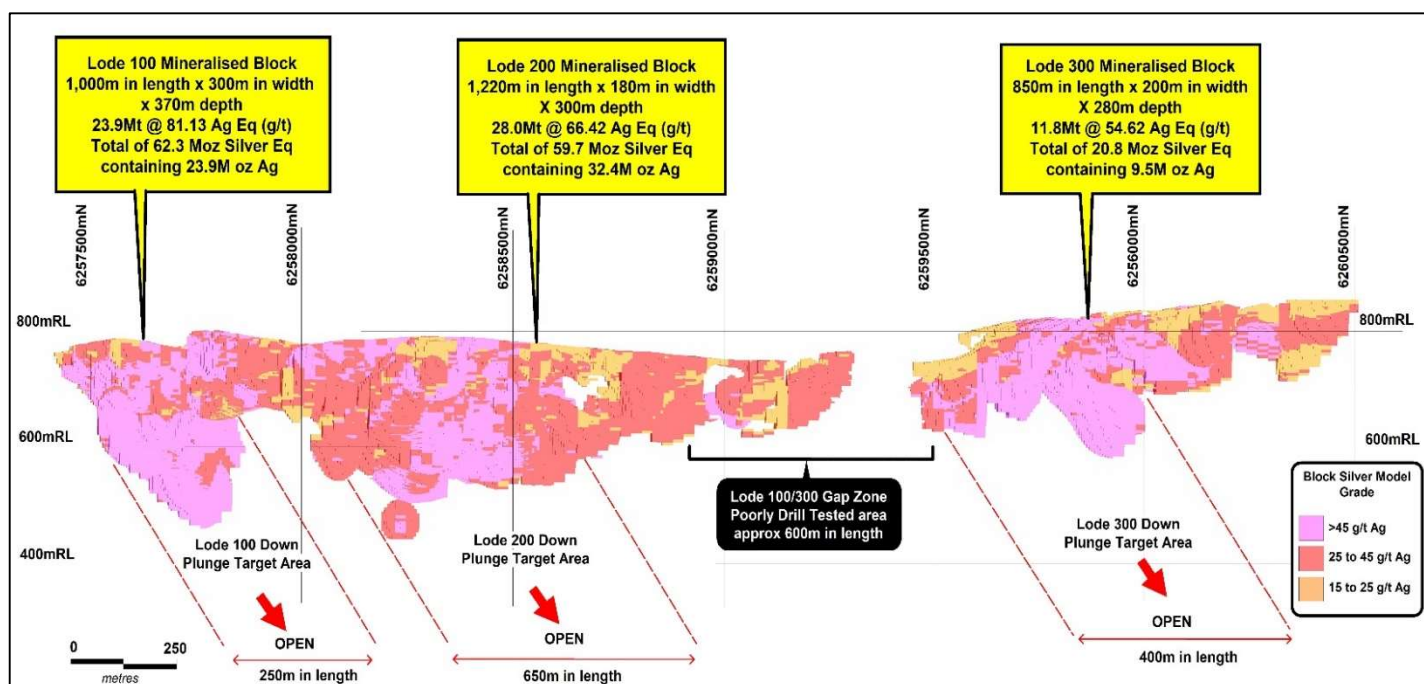 Lode 100 Mineralised Block
1,000m in length x 300m in width
x 370m depth
23.9Mt @ 81.13 Ag Eq (g/t)
Total of 62.3 Moz Silver Eq
containing 23.9M oz Ag
Lode 200 Mineralised Block
1,220m in length x 180m in width
X 300m depth
28.0Mt @ 66.42 Ag Eq (g/t)
Total of 59.7 Moz Silver Eq
containing 32.4M oz Ag
Lode 300 Mineralised Block
850m in length x 200m in width
X 280m depth
11.8Mt @ 54.62 Ag Eq (g/t)
Total of 20.8 Moz Silver Eq
containing 9.5M oz Ag
6257500mN
6258000mN
6258500mN
6259000mN
6259500mN
6256000mN
6260500mN
800mRL
800mRL
600mRL
600mRL
400mRL
Lode 100/300 Gap Zone
Poorly Drill Tested area
approx 600m in length
Block Silver Model
Grade
>45 g/t Ag
25 to 45 g/t Ag
15 to 25 g/t Ag
Lode 100 Down
Plunge Target Area
OPEN
250m in length
Lode 200 Down
Plunge Target Area
OPEN
650m in length
Lode 300 Down
Plunge Target Area
OPEN
400m in length
0 250
metres